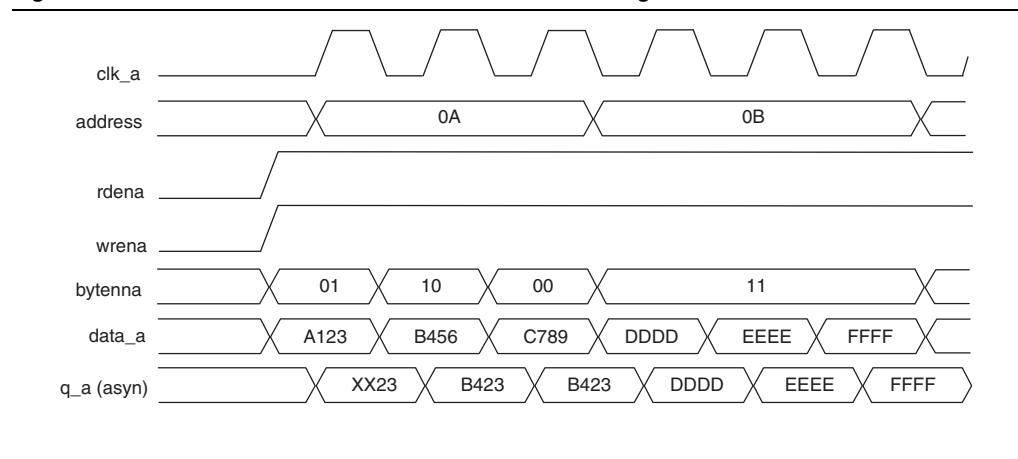 clk_a
address 0A 0B
rdena
wrena
bytenna 01 10 00 11
data_a A123 B456 C789 DDDD EEEE FFFF
q_a (asyn) XX23 B423 B423 DDDD EEEE FFFF